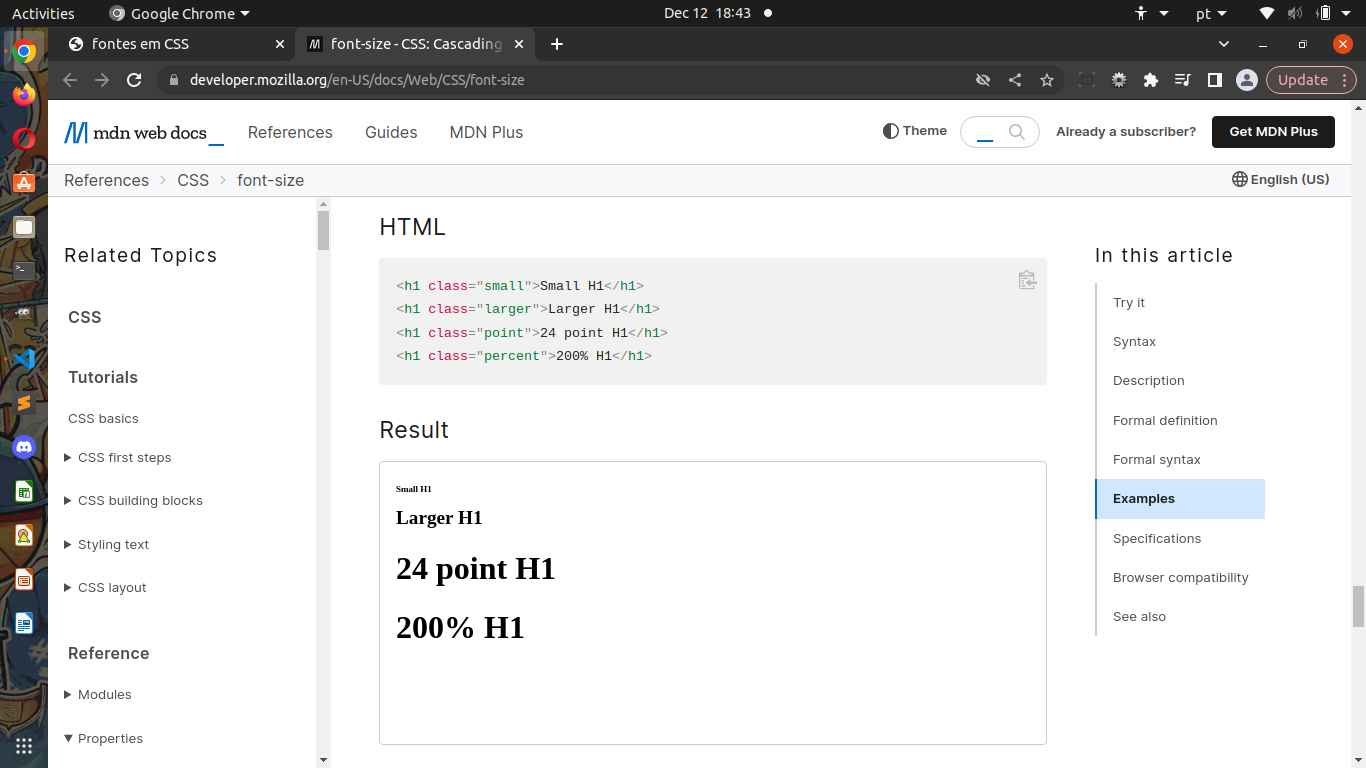 Activities
Google Chrome
Dec 12 18:43
pt
fontes em CSS
font-size - CSS: Cascading
developer.mozilla.org/en-US/docs/Web/CSS/font-size
Update
mdn web docs
References
Guides
MDN Plus
Theme
Already a subscriber?
Get MDN Plus
References
CSS
font-size
English (US)
Related Topics
CSS
Tutorials
CSS basics
CSS first steps
CSS building blocks
Styling text
CSS layout
Reference
Modules
Properties
HTML
<h1 class="small">Small H1</h1>
<h1 class="larger">Larger H1</h1>
<h1 class="point">24 point H1</h1>
<h1 class="percent">200% H1</h1>
Result
Small H1
Larger H1
24 point H1
200% H1
In this article
Try it
Syntax
Description
Formal definition
Formal syntax
Examples
Specifications
Browser compatibility
See also